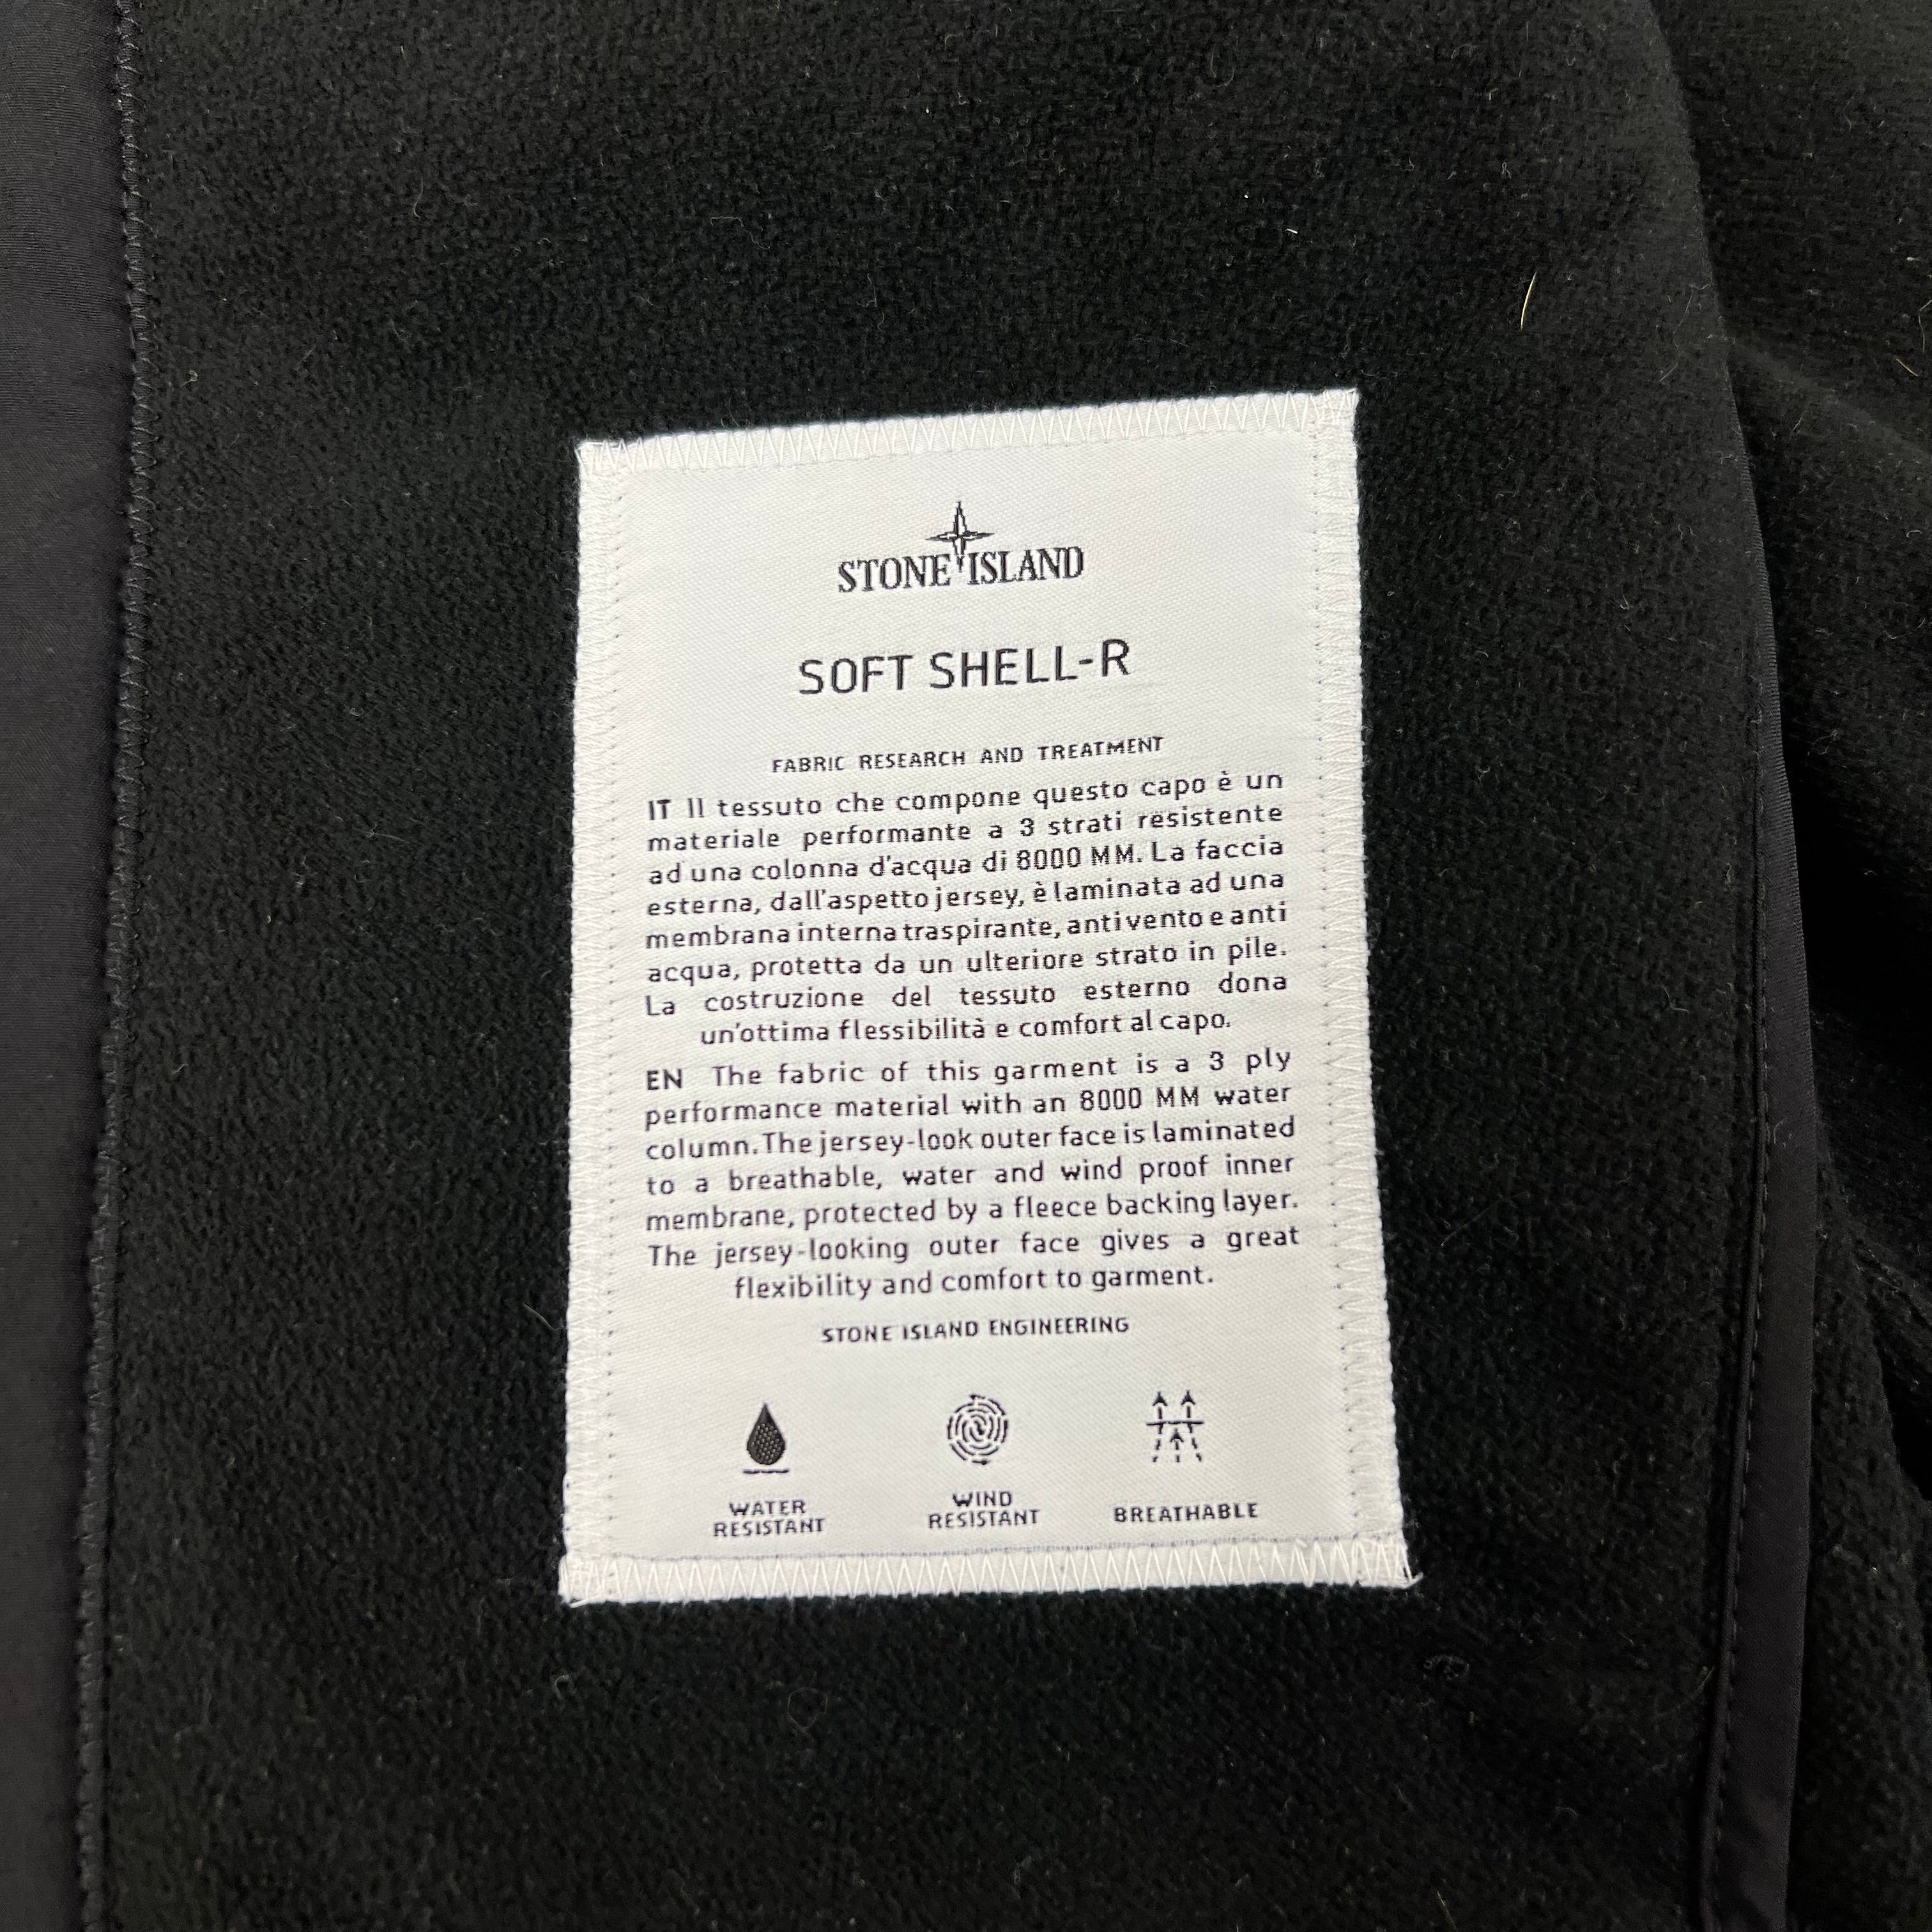 STONE ISLAND
SOFT SHELL-R
FABRIC RESEARCH AND TREATMENT
IT Il tessuto che compone questo capo è un
materiale performante a 3 strati resistente
ad una colonna d'acqua di 8000 MM. La faccia
esterna, dall'aspetto jersey, è laminata ad una
membrana interna traspirante, antivento e anti
acqua, protetta da un ulteriore strato in pile.
La costruzione del tessuto esterno dona
un'ottima flessibilità e comfort al capo.
EN The fabric of this garment is a 3 ply
performance material with an 8000 MM water
column. The jersey-look outer face is laminated
to a breathable, water and wind proof inner
membrane, protected by a fleece backing layer.
The jersey-looking outer face gives a great
flexibility and comfort to garment.
STONE ISLAND ENGINEERING
WATER
RESISTANT
WIND
RESISTANT
BREATHABLE